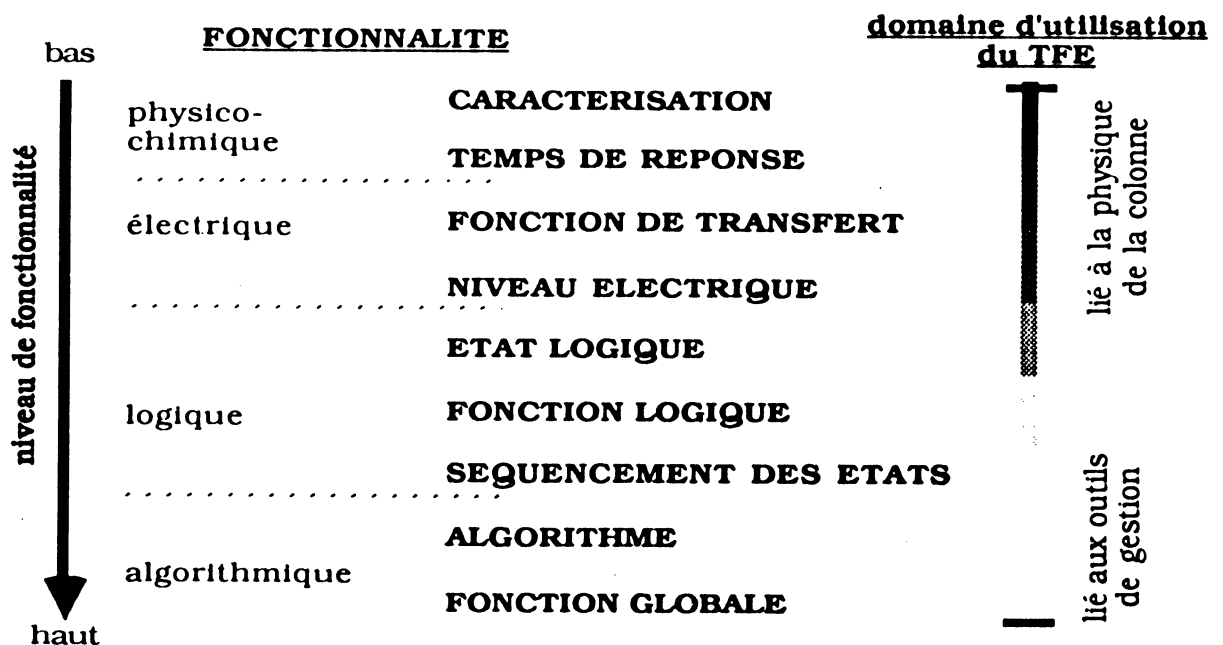 FONCTIONNALITE
domaine d'utilisation
du TFE
bas
physico-
chimique
CARACTERISATION
TEMPS DE REPONSE
électrique
FONCTION DE TRANSFERT
NIVEAU ELECTRIQUE
ETAT LOGIQUE
logique
FONCTION LOGIQUE
SEQUENCEMENT DES ETATS
ALGORITHME
algorithmique
FONCTION GLOBALE
haut
niveau de fonctionnalité
lié à la physique
de la colonne
lié aux outils
de gestion